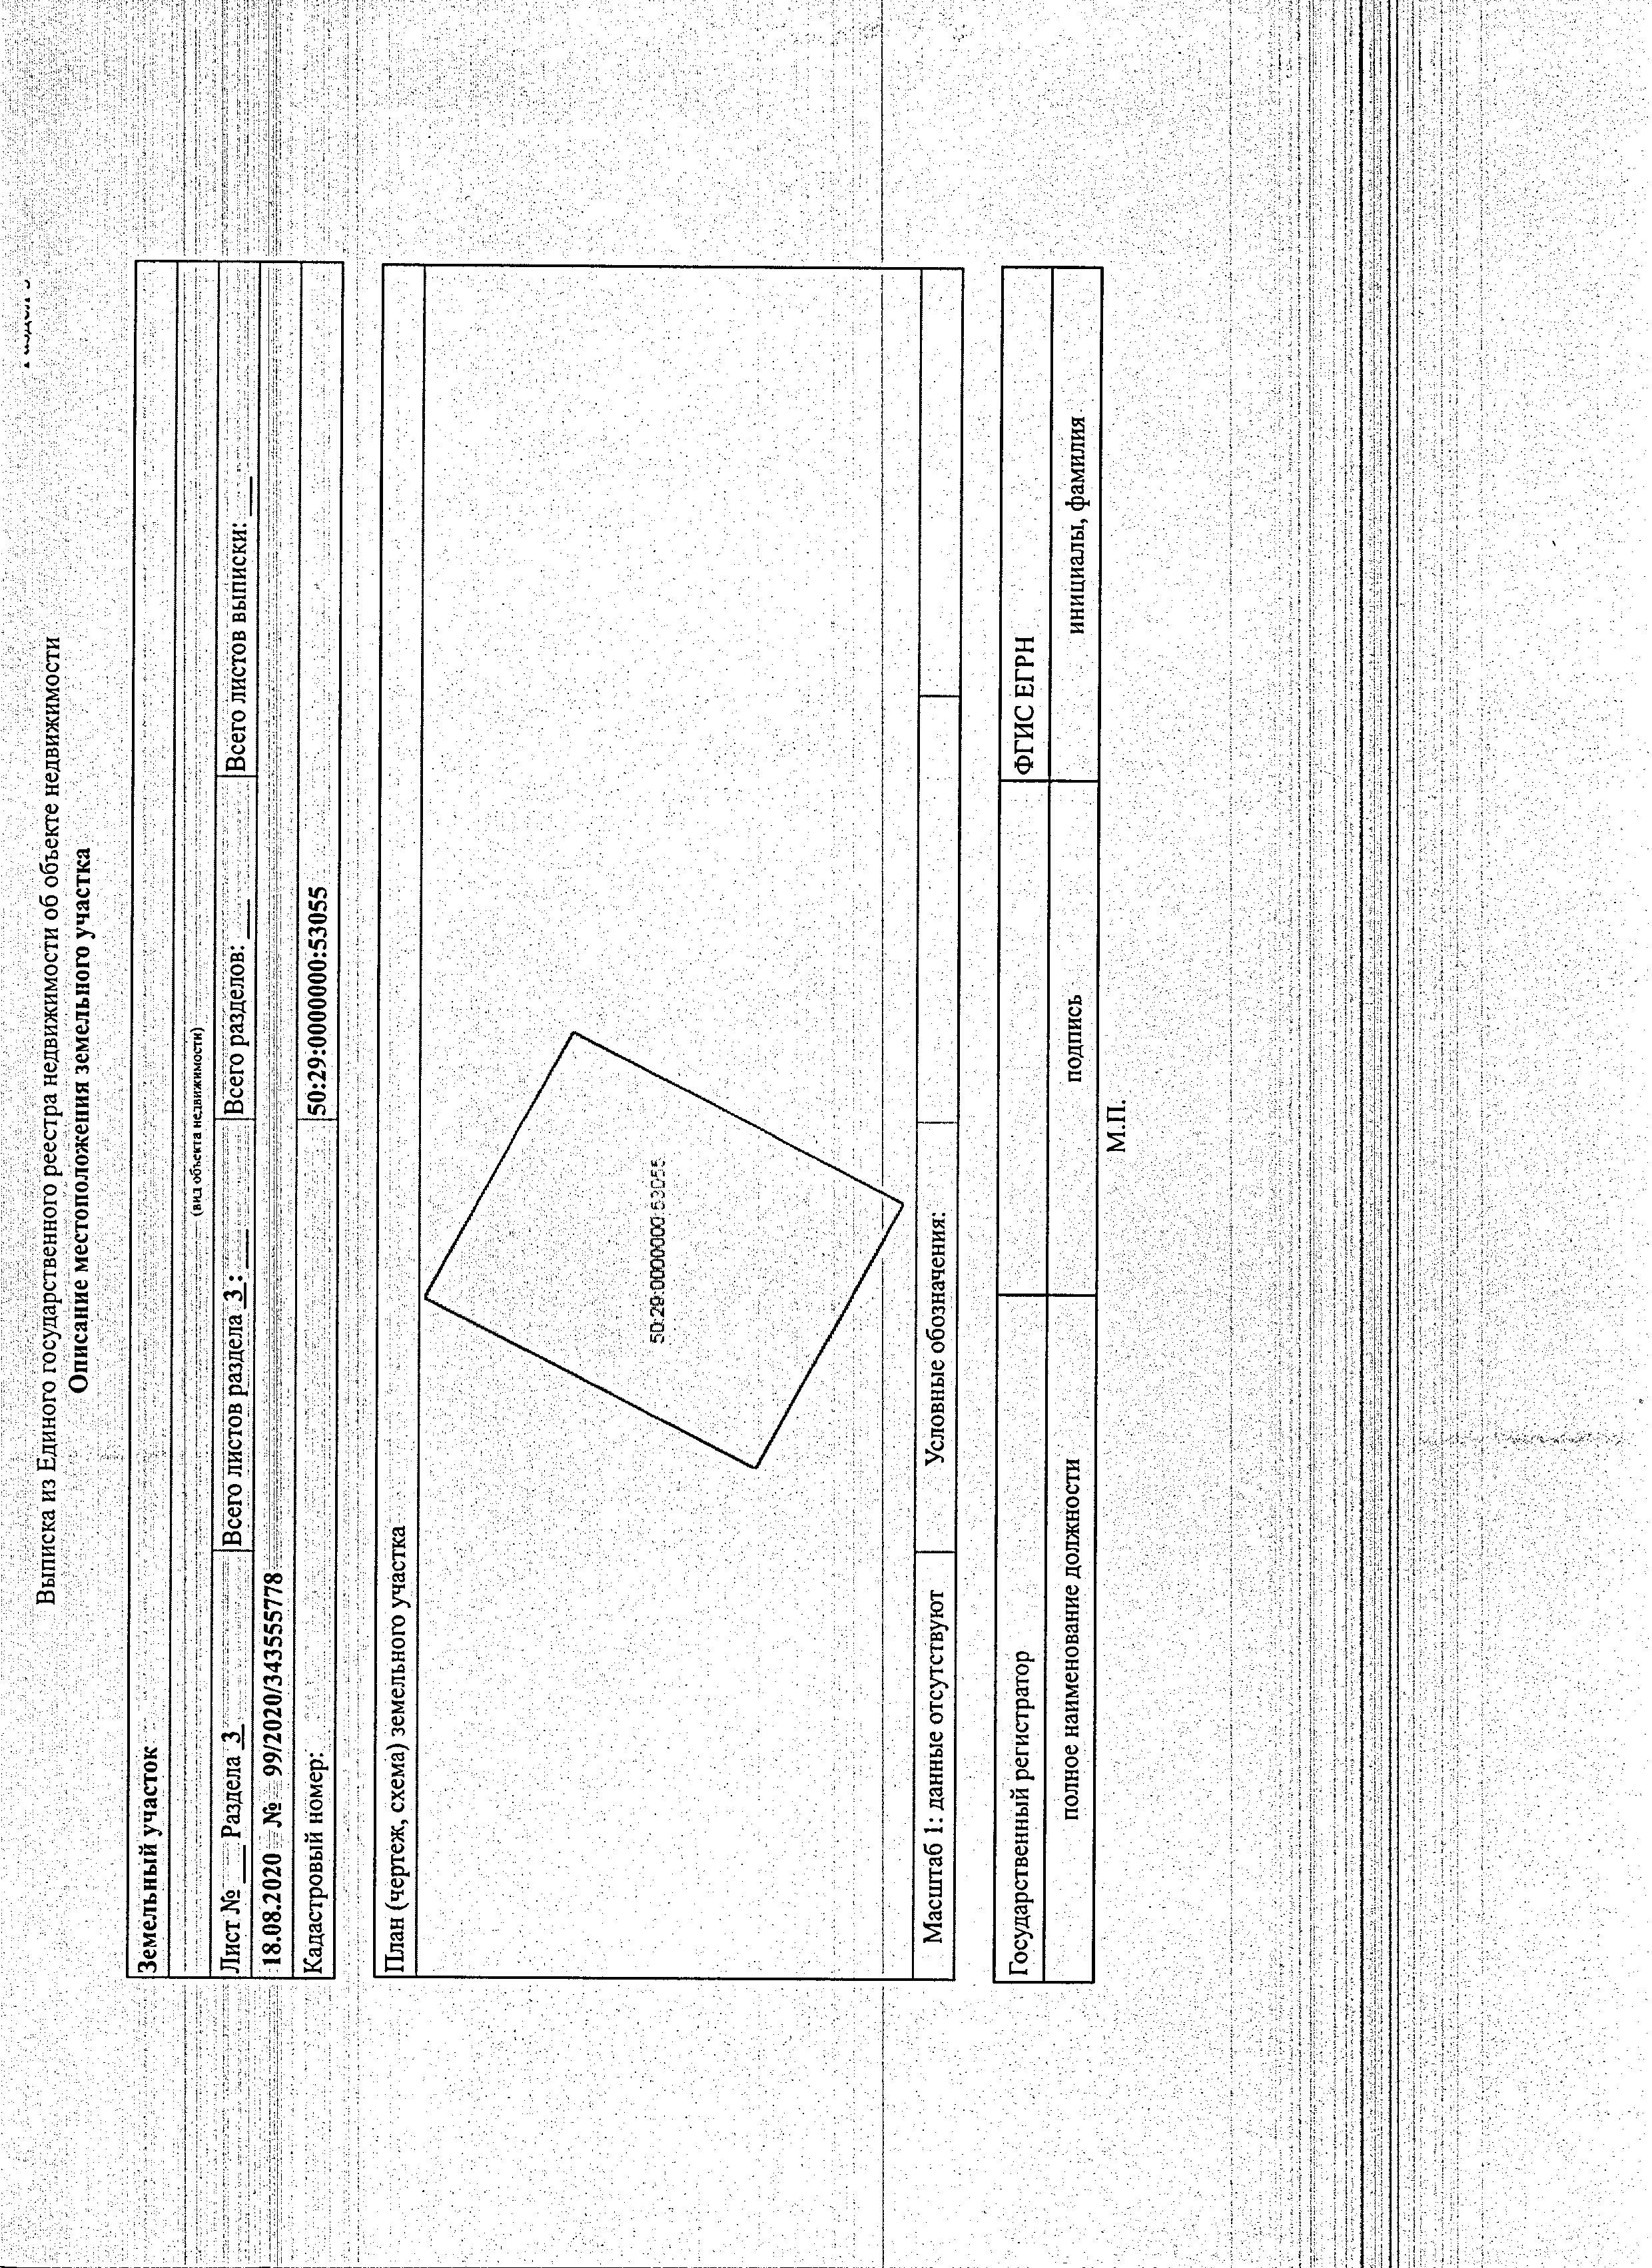 Выписка из Единого государственного реестра недвижимости об объекте недвижимости
Описание местоположения земельного участка
Земельный участок
(вид объекта недвижимости)
Лист № ___ Раздела 3 Всего листов раздела 3 : ___ Всего разделов: ___ Всего листов выписки: ___
18.08.2020 № 99/2020/343555778
Кадастровый номер: 50:29:0000000:53055
План (чертеж, схема) земельного участка
50:29:0000000:53055
Масштаб 1: данные отсутствуют Условные обозначения:
Государственный регистратор ФГИС ЕГРН
полное наименование должности подпись инициалы, фамилия
М.П.